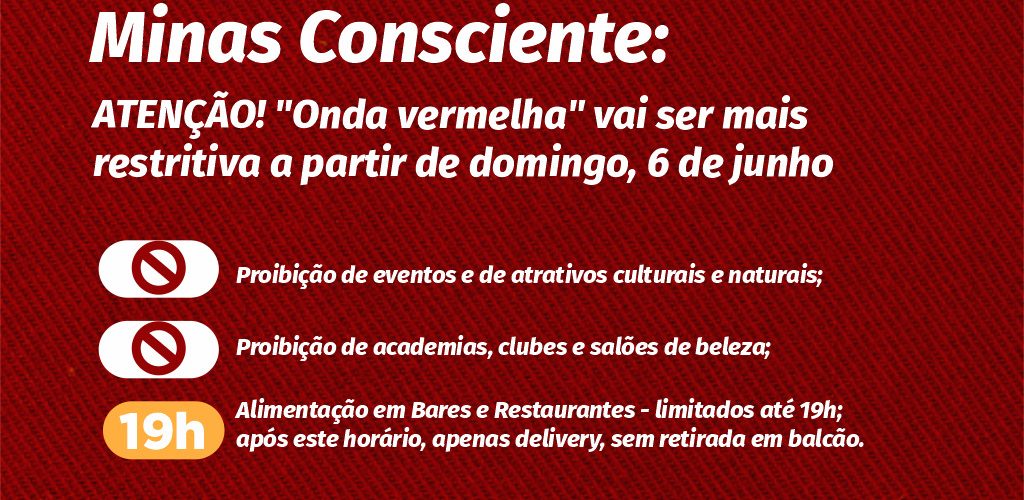 Minas Consciente:
ATENÇÃO! "Onda vermelha" vai ser mais
restritiva a partir de domingo, 6 de junho
Proibição de eventos e de atrativos culturais e naturais;
Proibição de academias, clubes e salões de beleza;
19h
Alimentação em Bares e Restaurantes - limitados até 19h;
após este horário, apenas delivery, sem retirada em balcão.